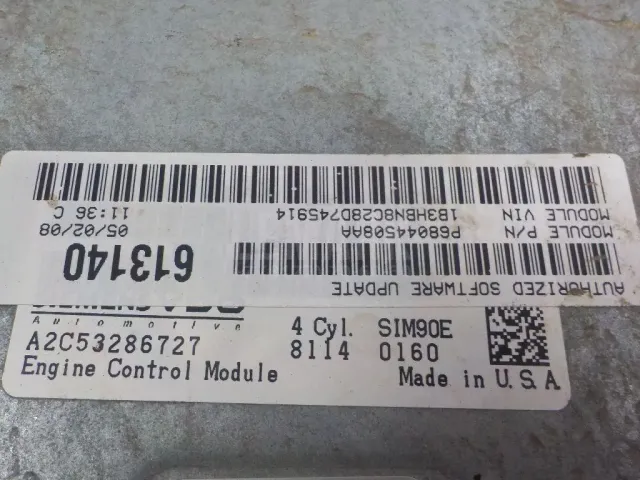 AUTHORIZED SOFTWARE UPDATE
MODULE P/N P68044508AA 05/02/08
MODULE VIN 1B3HBN8C28D745914 11:36 C
613140
Automotive
A2C53286727
Engine Control Module
4 Cyl. SIM90E
8114 0160
Made in U.S.A